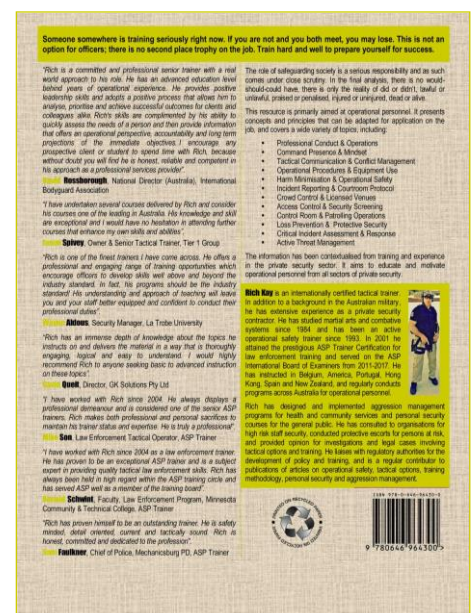 Someone somewhere is training seriously right now. If you are not and you both meet, you may lose. This is not an
option for officers; there is no second place trophy on the job. Train hard and well to prepare yourself for success.
"Rich is a committed and professional senior trainer with a real
world approach to his role. He has an advanced education level
behind years of operational experience. He provides positive
leadership skills and adopts a positive process that allows him to
analyse, prioritise and achieve successful outcomes for clients and
colleagues alike. Rich's skills are complimented by his ability to
quickly assess the needs of a person and then provide information
that offers an operational perspective, accountability and long term
projections of the immediate objectives. I encourage any
prospective client or student to spend time with Rich, because
without doubt you will find he is honest, reliable and competent in
his approach as a professional services provider".
Rossborough, National Director (Australia), International
Bodyguard Association
"I have undertaken several courses delivered by Rich and consider
his courses one of the leading in Australia. His knowledge and skill
are exceptional and I would have no hesitation in attending further
courses that enhance my own skills and abilities".
Spivey, Owner & Senior Tactical Trainer, Tier 1 Group
"Rich is one of the finest trainers I have come across. He offers a
professional and engaging range of training opportunities which
encourage officers to develop skills well above and beyond the
industry standard. In fact, his programs should be the industry
standard! His understanding and approach of teaching will leave
you and your staff better equipped and confident to conduct their
professional duties".
Aldous, Security Manager, La Trobe University
"Rich has an immense depth of knowledge about the topics he
instructs on and delivers the material in a way that is thoroughly
engaging, logical and easy to understand. I would highly
recommend Rich to anyone seeking basic to advanced instruction
on these topics".
Queit, Director, GK Solutions Pty Ltd
"I have worked with Rich since 2004. He always displays a
professional demeanour and is considered one of the senior ASP
trainers. Rich makes both professional and personal sacrifices to
maintain his trainer status and expertise. He is truly a professional".
Son, Law Enforcement Tactical Operator, ASP Trainer
"I have worked with Rich since 2004 as a law enforcement trainer.
He has proven to be an exceptional ASP trainer and is a subject
expert in providing quality tactical law enforcement skills. Rich has
always been held in high regard within the ASP training circle and
has served ASP well as a member of the training board".
Schwint, Faculty, Law Enforcement Program, Minnesota
Community & Technical College, ASP Trainer
"Rich has proven himself to be an outstanding trainer. He is safety
minded, detail oriented, current and tactically sound. Rich is
honest, committed and dedicated to the profession".
Faulkner, Chief of Police, Mechanicsburg PD, ASP Trainer
The role of safeguarding society is a serious responsibility and as such
comes under close scrutiny. In the final analysis, there is no would-
should-could have, there is only the reality of did or didn't, lawful or
unlawful, praised or penalised, injured or uninjured, dead or alive.
This resource is primarily aimed at operational personnel. It presents
concepts and principles that can be adapted for application on the
job, and covers a wide variety of topics, including:
• Professional Conduct & Operations
• Command Presence & Mindset
• Tactical Communication & Conflict Management
• Operational Procedures & Equipment Use
• Harm Minimisation & Operational Safety
• Incident Reporting & Courtroom Protocol
• Crowd Control & Licensed Venues
• Access Control & Security Screening
• Control Room & Patrolling Operations
• Loss Prevention & Protective Security
• Critical Incident Assessment & Response
• Active Threat Management
The information has been contextualised from training and experience
in the private security sector. It aims to educate and motivate
operational personnel from all sectors of private security.
Rich Kay is an internationally certified tactical trainer.
In addition to a background in the Australian military,
he has extensive experience as a private security
contractor. He has studied martial arts and combative
systems since 1984 and has been an active
operational safety trainer since 1993. In 2001 he
attained the prestigious ASP Trainer Certification for
law enforcement training and served on the ASP
International Board of Examiners from 2011-2017. He
has instructed in Belgium, America, Portugal, Hong
Kong, Spain and New Zealand, and regularly conducts
programs across Australia for operational personnel.
Rich has designed and implemented aggression management
programs for health and community services and personal security
courses for the general public. He has consulted to organisations for
high risk staff security, conducted protective escorts for persons at risk,
and provided opinion for investigations and legal cases involving
tactical options and training. He liaises with regulatory authorities for the
development of policy and training, and is a regular contributor to
publications of articles on operational safety, tactical options, training
methodology, personal security and aggression management.
PRINTED ON RECYCLED PAPER
ISBN 978-0-646-96430-0
9 780646 964300 >